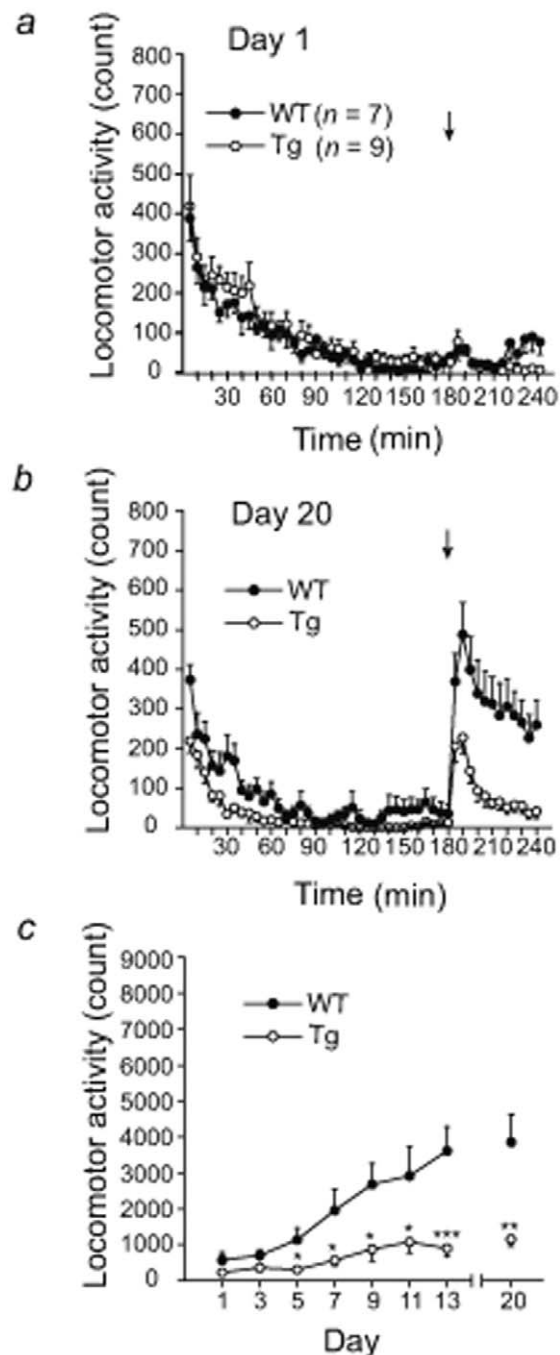 a
Day 1
Locomotor activity (count)
800
700
600
500
400
300
200
100
0
WT (n = 7)
Tg (n = 9)
30 60 90 120 150 180 210 240
Time (min)
b
Day 20
Locomotor activity (count)
800
700
600
500
400
300
200
100
0
WT
Tg
30 60 90 120 150 180 210 240
Time (min)
c
Locomotor activity (count)
9000
8000
7000
6000
5000
4000
3000
2000
1000
0
WT
Tg
* * * * *** **
1 3 5 7 9 11 13 20
Day